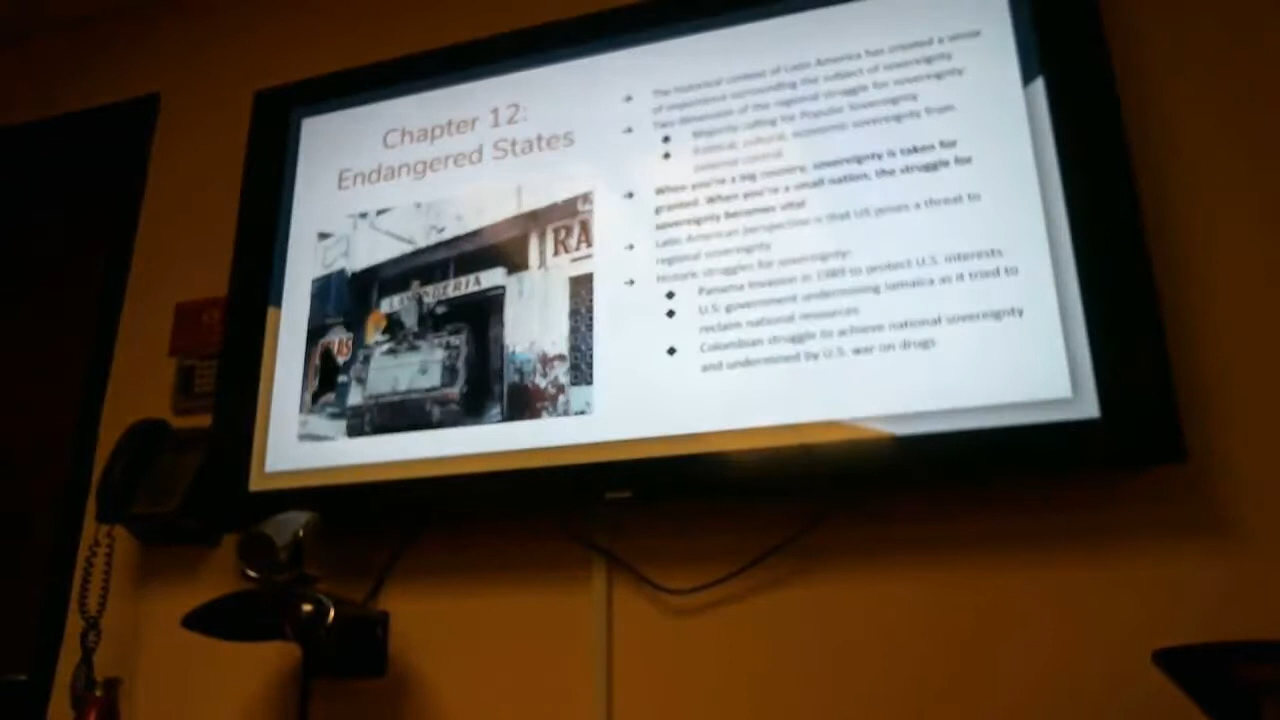 Chapter 12:
Endangered States
The historical context of Latin America has created a sense
of importance surrounding the subject of sovereignty
Two dimension of the regional struggle for sovereignty
Majority calling for Popular Sovereignty
Political, cultural, economic sovereignty from
control
When you're a big country, sovereignty is taken for
granted. When you're a small nation, the struggle for
sovereignty becomes vital
Latin American perspective is that US poses a threat to
regional sovereignty
Historic struggles for sovereignty:
Panama Invasion in 1989 to protect U.S. interests
U.S. government undermining Jamaica as it tried to
reclaim national resources
Colombian struggle to achieve national sovereignty
and undermined by U.S. war on drugs
LAVANDERIA
RA